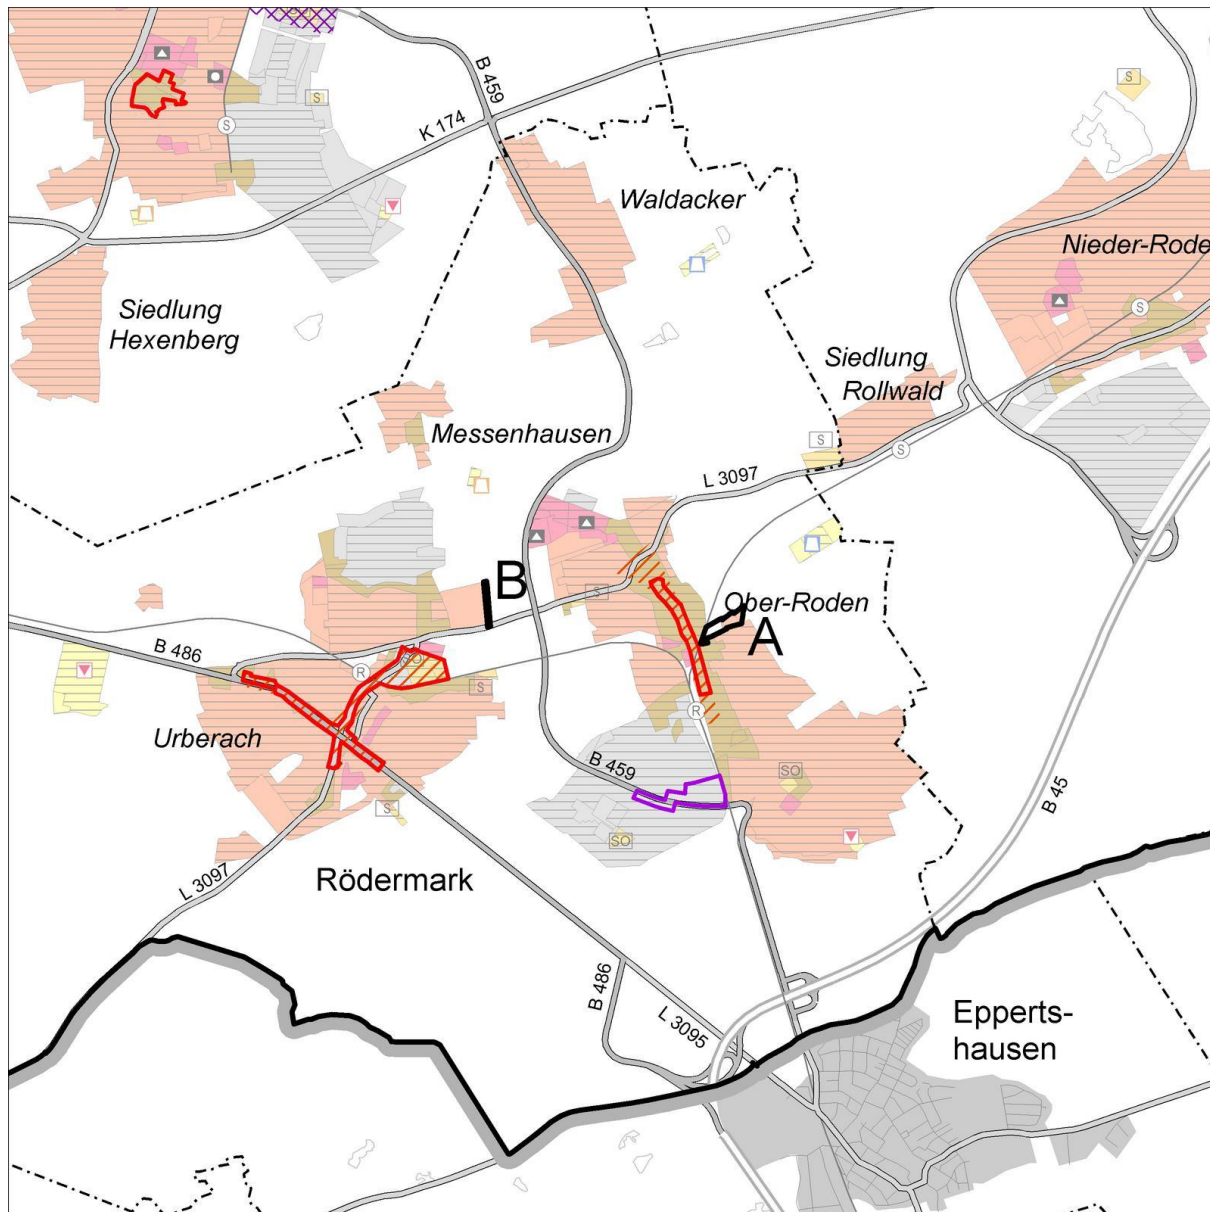 B 459
S
K 174
S
S
Waldacker
Nieder-Rode
Siedlung
Hexenberg
S
Siedlung
Rollwald
Messenhausen
S
S
L 3097
B
S
Ober-Roden
A
B 486
SO
R
S
R
Urberach
B 459
SO
S
B 45
SO
L 3097
Rödermark
B 486
L 3095
Epperts-
hausen